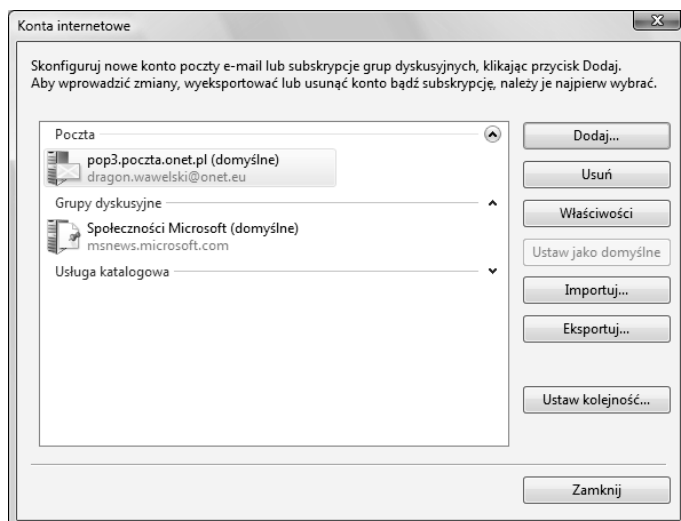 Konta internetowe
Skonfiguruj nowe konto poczty e-mail lub subskrypcje grup dyskusyjnych, klikając przycisk Dodaj.
Aby wprowadzić zmiany, wyeksportować lub usunąć konto bądź subskrypcję, należy je najpierw wybrać.
Poczta
pop3.poczta.onet.pl (domyślne)
dragon.wawelski@onet.eu
Grupy dyskusyjne
Społeczności Microsoft (domyślne)
msnews.microsoft.com
Usługa katalogowa
Dodaj...
Usuń
Właściwości
Ustaw jako domyślne
Importuj...
Eksportuj...
Ustaw kolejność...
Zamknij